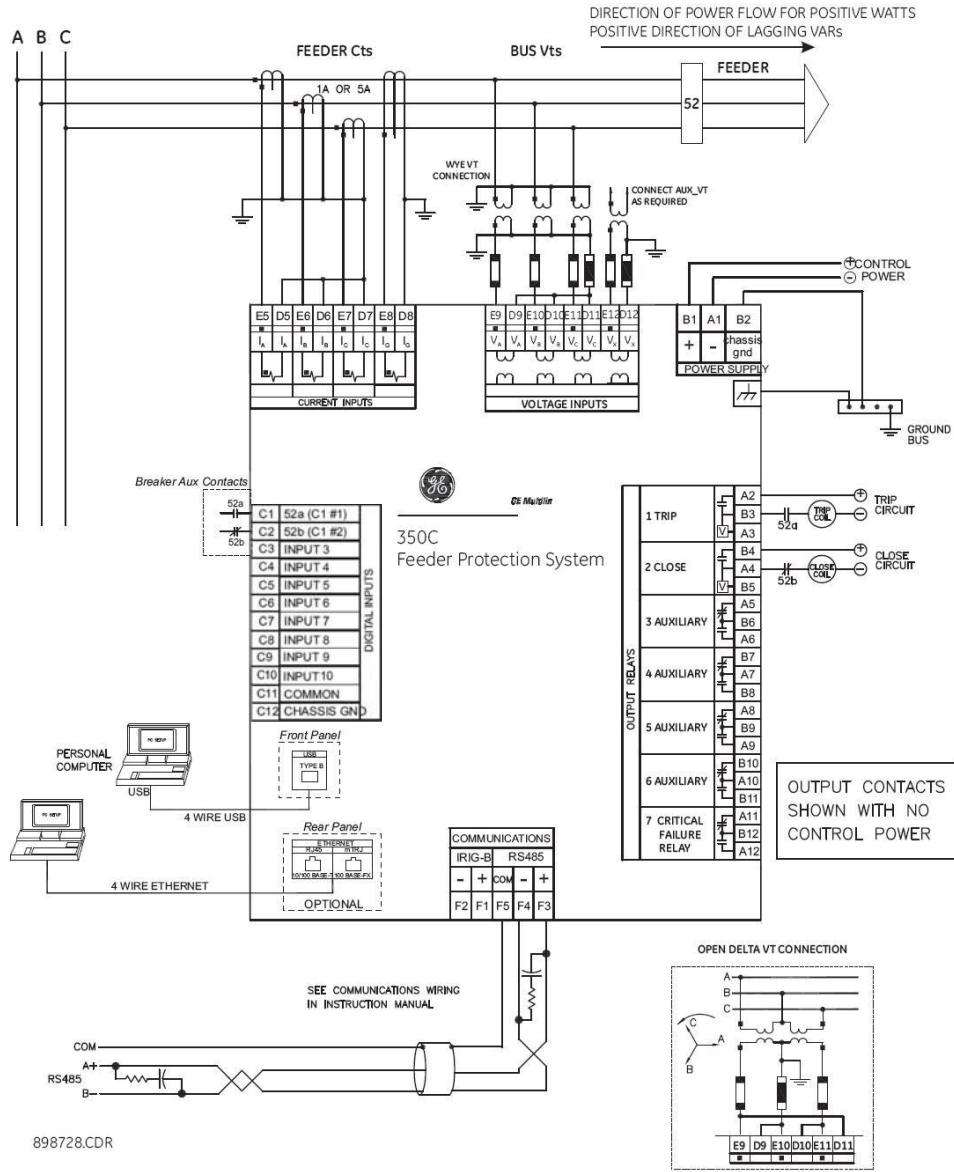 DIRECTION OF POWER FLOW FOR POSITIVE WATTS
POSITIVE DIRECTION OF LAGGING VARs
A B C
FEEDER Cts
BUS Vts
FEEDER
1A OR 5A
52
WYE VT
CONNECTION
CONNECT AUX_VT
AS REQUIRED
+ CONTROL
- POWER
E5 D5 E6 D6 E7 D7 E8 D8
IA IA IB IB IC IC IG IG
CURRENT INPUTS
E9 D9 E10 D10 E11 D11 E12 D12
VA VA VB VB VC VC VX VX
VOLTAGE INPUTS
B1 A1 B2
+ - chassis
gnd
POWER SUPPLY
GROUND
BUS
Breaker Aux Contacts
52a
52b
C1 52a (C1 #1)
C2 52b (C1 #2)
C3 INPUT 3
C4 INPUT 4
C5 INPUT 5
C6 INPUT 6
C7 INPUT 7
C8 INPUT 8
C9 INPUT 9
C10 INPUT10
C11 COMMON
C12 CHASSIS GND
DIGITAL INPUTS
GE
GE Multilin
350C
Feeder Protection System
OUTPUT RELAYS
1 TRIP
V
A2
B3
A3
52a
TRIP
COIL
+
-
TRIP
CIRCUIT
2 CLOSE
V
B4
A4
B5
52b
CLOSE
COIL
+
-
CLOSE
CIRCUIT
3 AUXILIARY
A5
B6
A6
4 AUXILIARY
B7
A7
B8
5 AUXILIARY
A8
B9
A9
6 AUXILIARY
B10
A10
B11
7 CRITICAL
FAILURE
RELAY
A11
B12
A12
OUTPUT CONTACTS
SHOWN WITH NO
CONTROL POWER
PC SETUP
PERSONAL
COMPUTER
USB
4 WIRE USB
Front Panel
USB
TYPE B
PC SETUP
4 WIRE ETHERNET
Rear Panel
ETHERNET
RJ45 mTRJ
10/100 BASE-T 100 BASE-FX
OPTIONAL
COMMUNICATIONS
IRIG-B RS485
- + COM - +
F2 F1 F5 F4 F3
SEE COMMUNICATIONS WIRING
IN INSTRUCTION MANUAL
COM
A+
RS485
B-
OPEN DELTA VT CONNECTION
A
B
C
C
A
B
E9 D9 E10 D10 E11 D11
898728.CDR